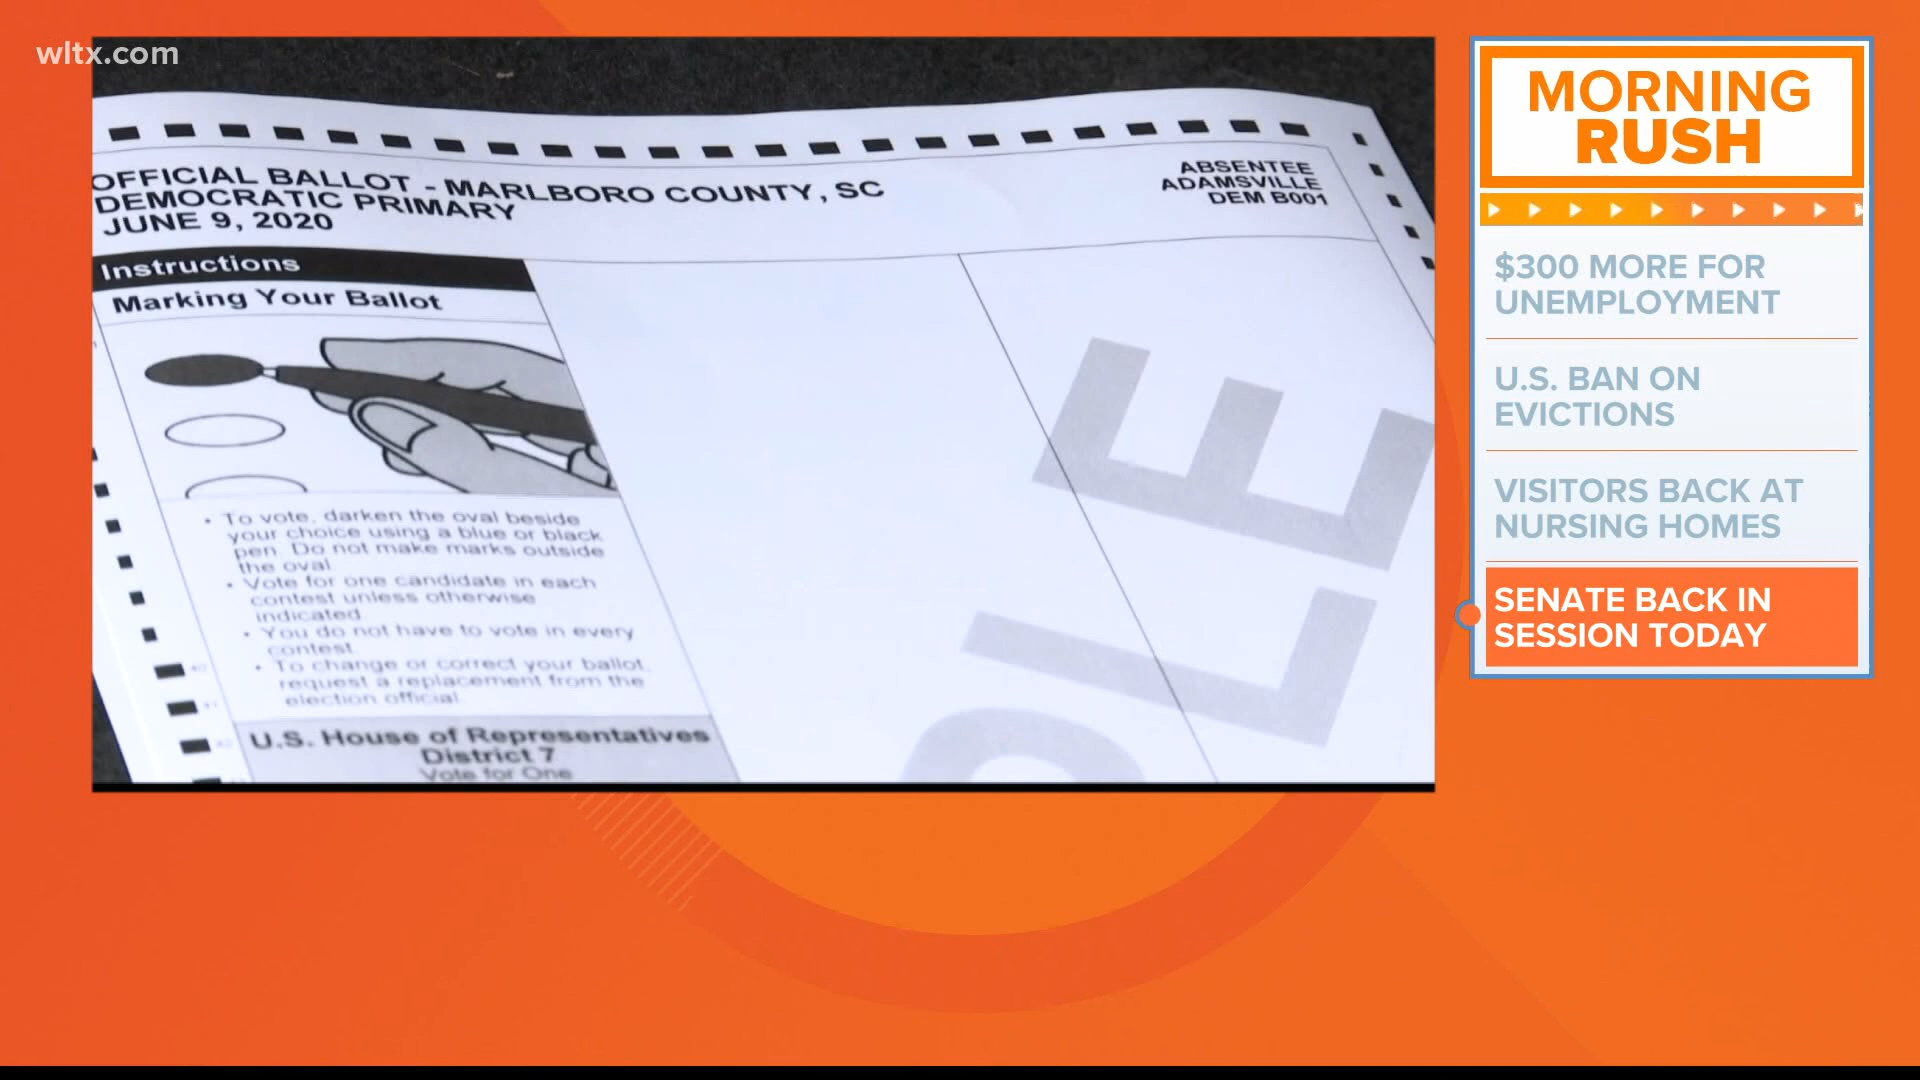 wltx.com
OFFICIAL BALLOT - MARLBORO COUNTY, SC
DEMOCRATIC PRIMARY
JUNE 9, 2020
ABSENTEE
ADAMSVILLE
DEM B001
Instructions
Marking Your Ballot
• To vote, darken the oval beside
your choice using a blue or black
pen. Do not make marks outside
the oval.
• Vote for one candidate in each
contest unless otherwise
indicated.
• You do not have to vote in every
contest.
• To change or correct your ballot,
request a replacement from the
election official.
U.S. House of Representatives
District 7
Vote for One
PLE
40
41
MORNING
RUSH
$300 MORE FOR
UNEMPLOYMENT
U.S. BAN ON
EVICTIONS
VISITORS BACK AT
NURSING HOMES
SENATE BACK IN
SESSION TODAY